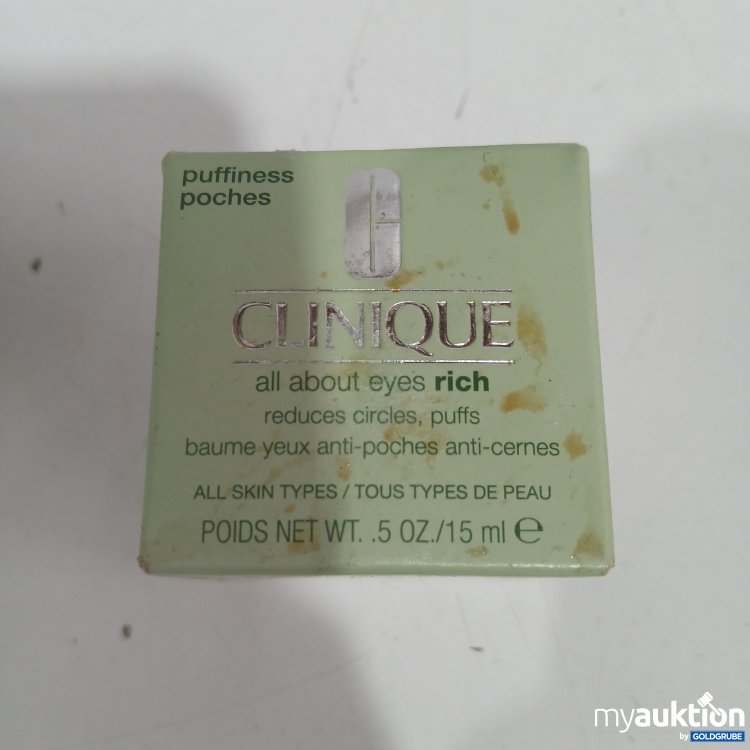 puffiness
poches
CLINIQUE
all about eyes rich
reduces circles, puffs
baume yeux anti-poches anti-cernes
ALL SKIN TYPES / TOUS TYPES DE PEAU
POIDS NET WT. .5 OZ./15 ml ℮
myauktion
by GOLDGRUBE